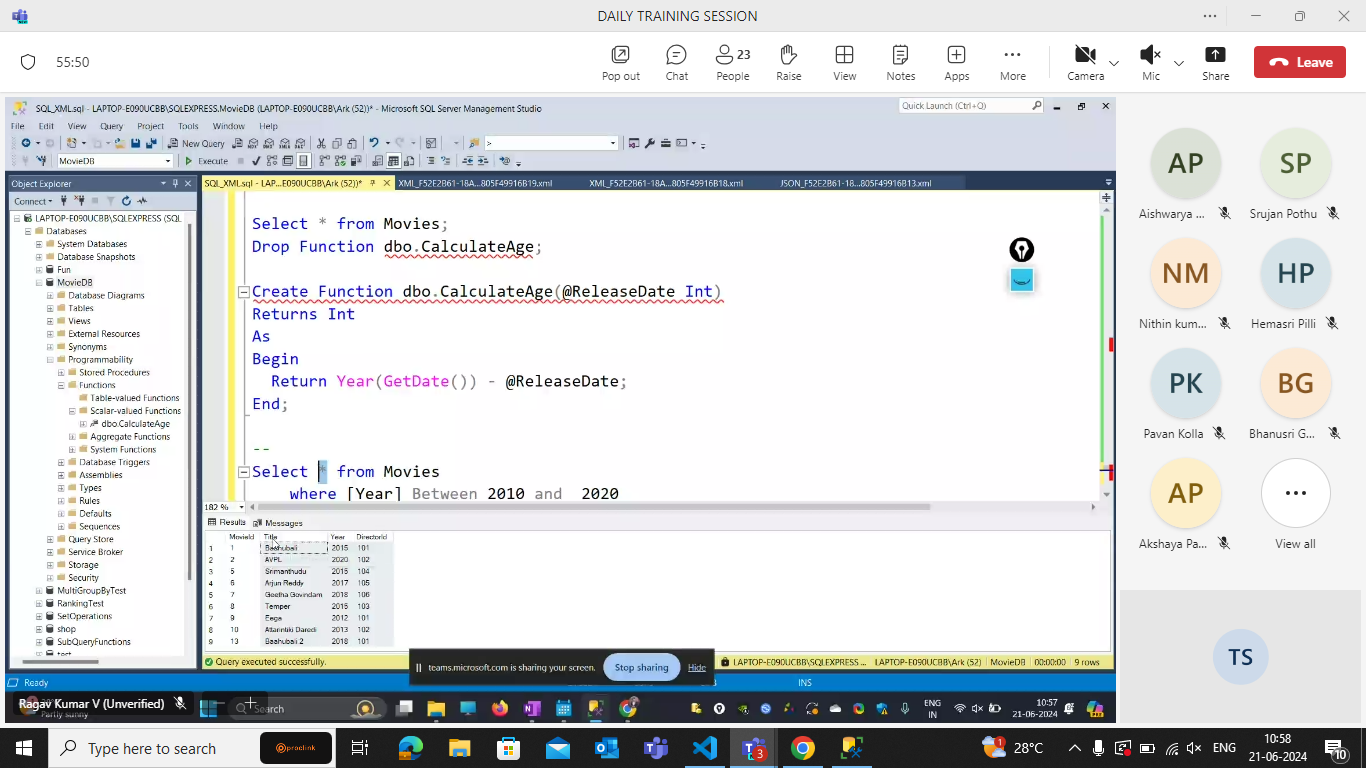 DAILY TRAINING SESSION
55:50
Pop out
Chat
23
People
Raise
View
Notes
Apps
More
Camera
Mic
Share
Leave
SQL_XML.sql - LAPTOP-E090UCBB\SQLEXPRESS.MovieDB (LAPTOP-E090UCBB\Ark (52))* - Microsoft SQL Server Management Studio
Quick Launch (Ctrl+Q)
File Edit View Query Project Tools Window Help
New Query
>
MovieDB
Execute
Object Explorer
SQL_XML.sql - LAP...E090UCBB\Ark (52))*
XML_F52E2B61-18A...805F49916B19.xml
XML_F52E2B61-18A...805F49916B18.xml
JSON_F52E2B61-18...805F49916B13.xml
Connect
LAPTOP-E090UCBB\SQLEXPRESS (SQL
Databases
System Databases
Database Snapshots
Fun
MovieDB
Database Diagrams
Tables
Views
External Resources
Synonyms
Programmability
Stored Procedures
Functions
Table-valued Functions
Scalar-valued Functions
dbo.CalculateAge
Aggregate Functions
System Functions
Database Triggers
Assemblies
Types
Rules
Defaults
Sequences
Query Store
Service Broker
Storage
Security
MultiGroupByTest
RankingTest
SetOperations
shop
SubQueryFunctions
test
Select * from Movies;
Drop Function dbo.CalculateAge;
Create Function dbo.CalculateAge(@ReleaseDate Int)
Returns Int
As
Begin
Return Year(GetDate()) - @ReleaseDate;
End;
--
Select * from Movies
where [Year] Between 2010 and 2020
182 %
Results Messages
MovieId Title Year DirectorId
1 1 Baahubali 2015 101
2 2 AVPL 2020 102
3 5 Srimanthudu 2015 104
4 6 Arjun Reddy 2017 105
5 7 Geetha Govindam 2018 106
6 8 Temper 2015 103
7 9 Eega 2012 101
8 10 Attarintiki Daredi 2013 102
9 13 Baahubali 2 2018 101
Query executed successfully.
LAPTOP-E090UCBB\SQLEXPRESS ... LAPTOP-E090UCBB\Ark (52) MovieDB 00:00:00 9 rows
teams.microsoft.com is sharing your screen.
Stop sharing
Hide
Ready
INS
Ragav Kumar V (Unverified)
Partly sunny
Search
ENG
IN
10:57
21-06-2024
AP
Aishwarya ...
SP
Srujan Pothu
NM
Nithin kum...
HP
Hemasri Pilli
PK
Pavan Kolla
BG
Bhanusri G...
AP
Akshaya Pa...
View all
TS
Type here to search
proclink
3
1
28°C
ENG
10:58
21-06-2024
10